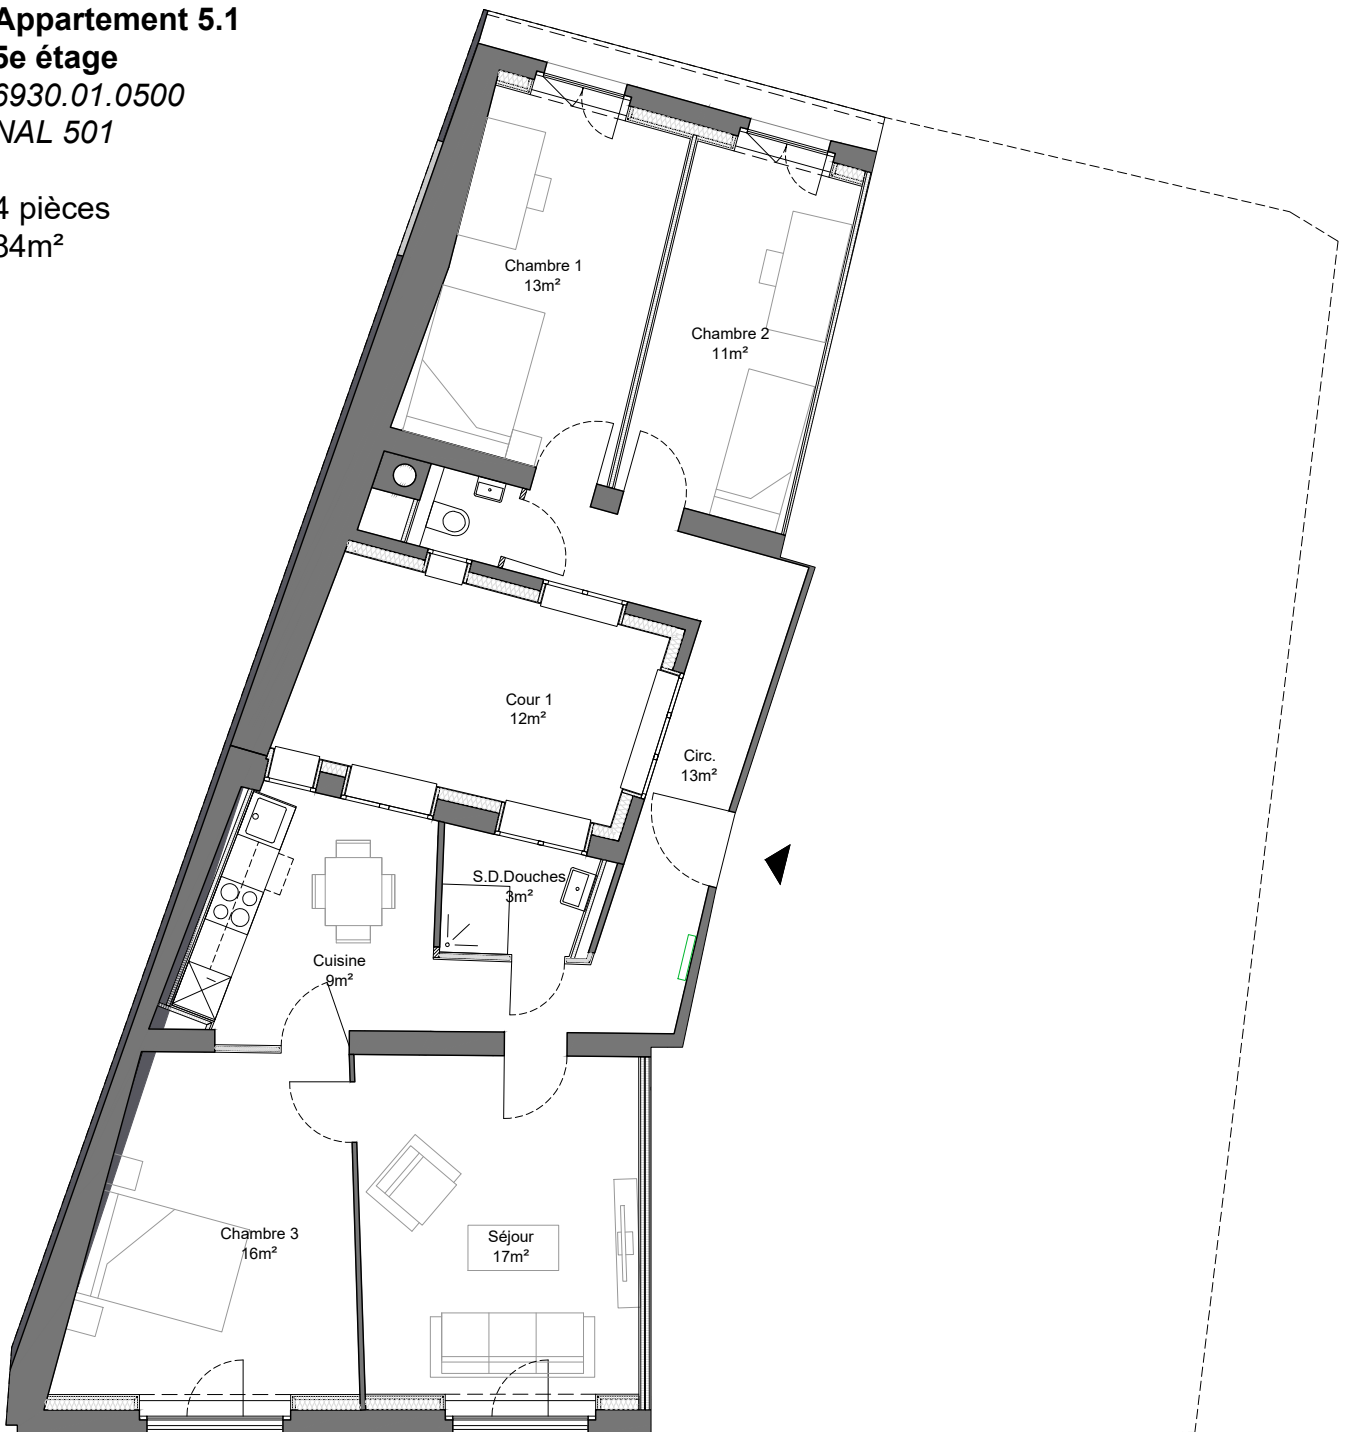 Appartement 5.1
5e étage
6930.01.0500
NAL 501
4 pièces
84m²
Chambre 1
13m²
Chambre 2
11m²
Cour 1
12m²
Circ.
13m²
S.D.Douches
3m²
Cuisine
9m²
Chambre 3
16m²
Séjour
17m²